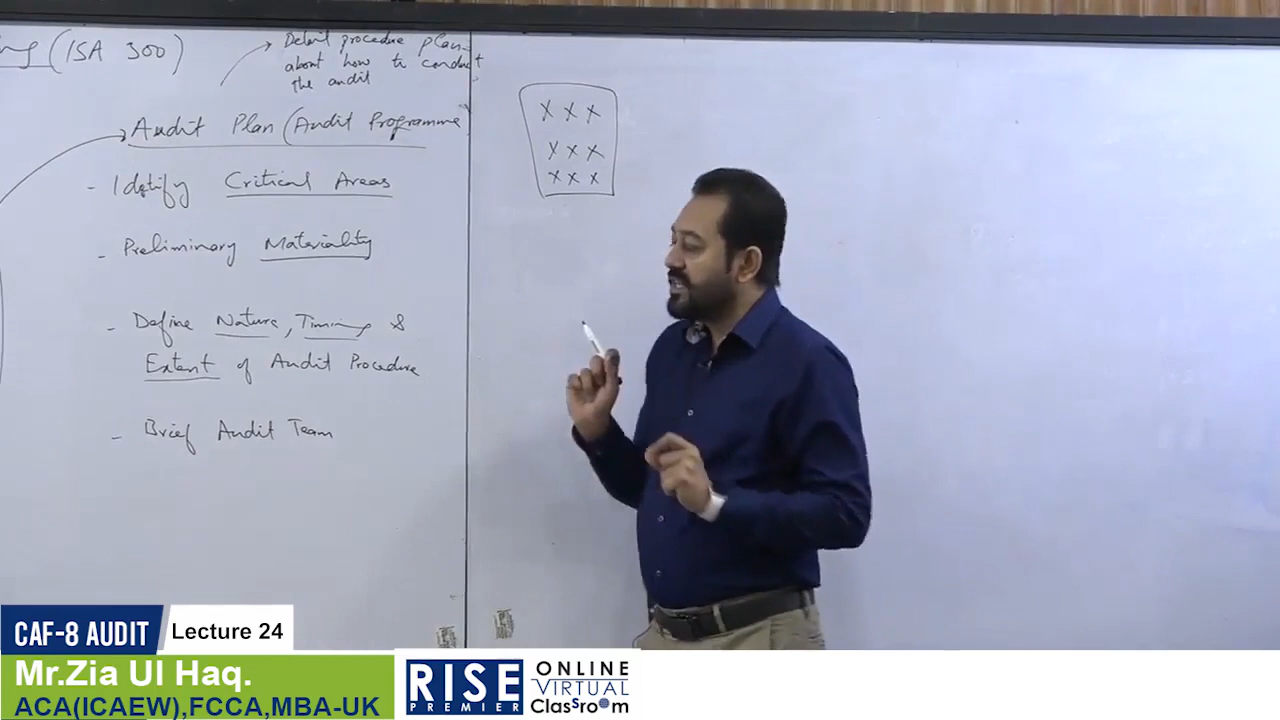 (ISA 300)
Detail procedure plan
about how to conduct
the audit
Audit Plan (Audit Programme
- Identify Critical Areas
- Preliminary Materiality
- Define Nature, Timing &
Extent of Audit Procedure
- Brief Audit Team
x x x
x x x
x x x
CAF-8 AUDIT
Lecture 24
Mr.Zia Ul Haq.
ACA(ICAEW),FCCA,MBA-UK
RISE
PREMIER
ONLINE
VIRTUAL
Classroom